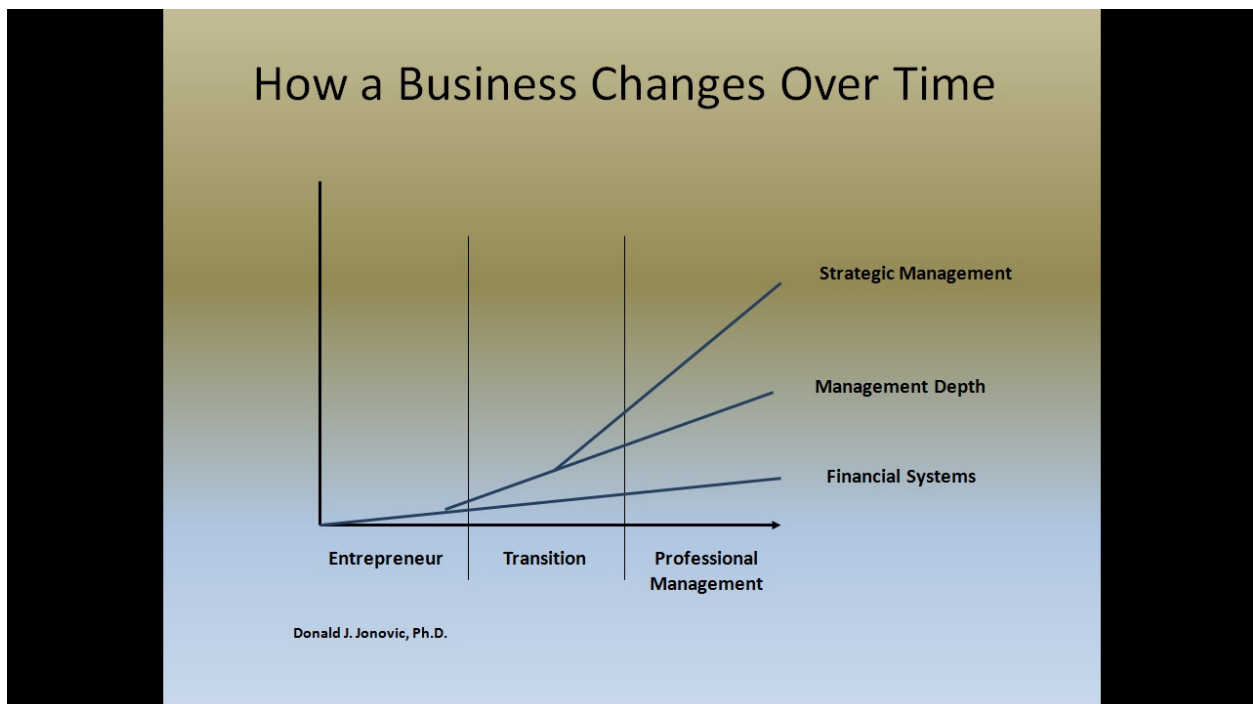 How a Business Changes Over Time
Strategic Management
Management Depth
Financial Systems
Entrepreneur
Transition
Professional
Management
Donald J. Jonovic, Ph.D.